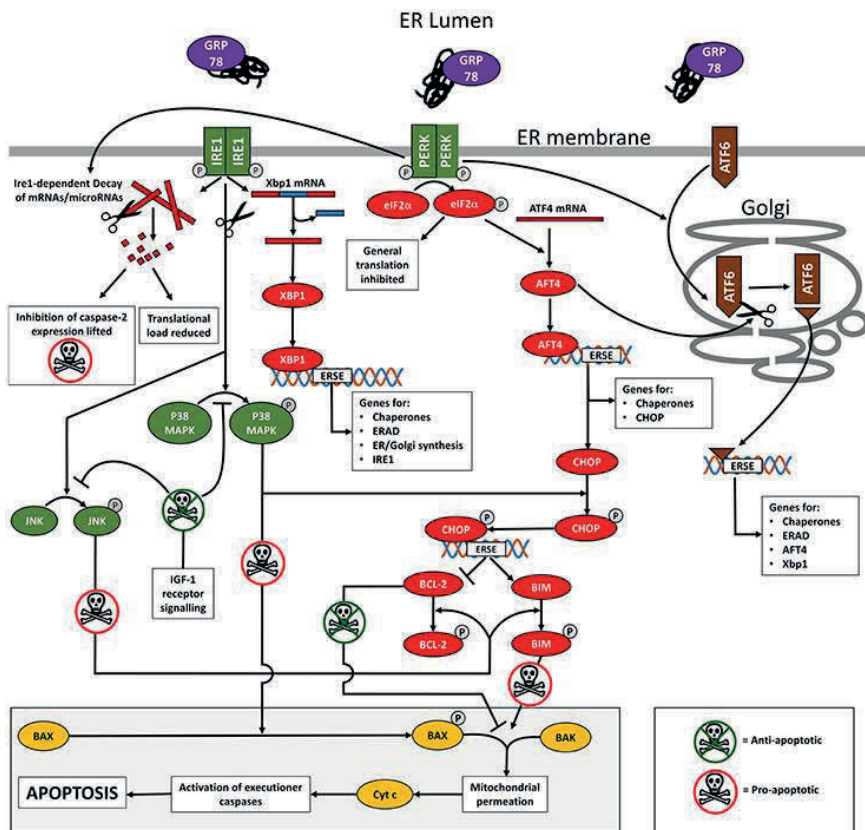 ER Lumen
GRP
78
GRP
78
GRP
78
ER membrane
IRE1
IRE1
P
P
PERK
PERK
P
P
ATF6
Ire1-dependent Decay
of mRNAs/microRNAs
Xbp1 mRNA
eIF2α
eIF2α
P
ATF4 mRNA
Golgi
General
translation
inhibited
ATF6
ATF6
AFT4
XBP1
Inhibition of caspase-2
expression lifted
Translational
load reduced
XBP1
ERSE
AFT4
ERSE
Genes for:
• Chaperones
• CHOP
Genes for:
• Chaperones
• ERAD
• ER/Golgi synthesis
• IRE1
P38
MAPK
P38
MAPK
P
CHOP
ERSE
Genes for:
• Chaperones
• ERAD
• AFT4
• Xbp1
JNK
JNK
P
CHOP
P
CHOP
P
ERSE
IGF-1
receptor
signalling
BCL-2
BIM
BCL-2
P
BIM
P
BAX
BAX
P
BAK
APOPTOSIS
Activation of executioner
caspases
Cyt c
Mitochondrial
permeation
= Anti-apoptotic
= Pro-apoptotic